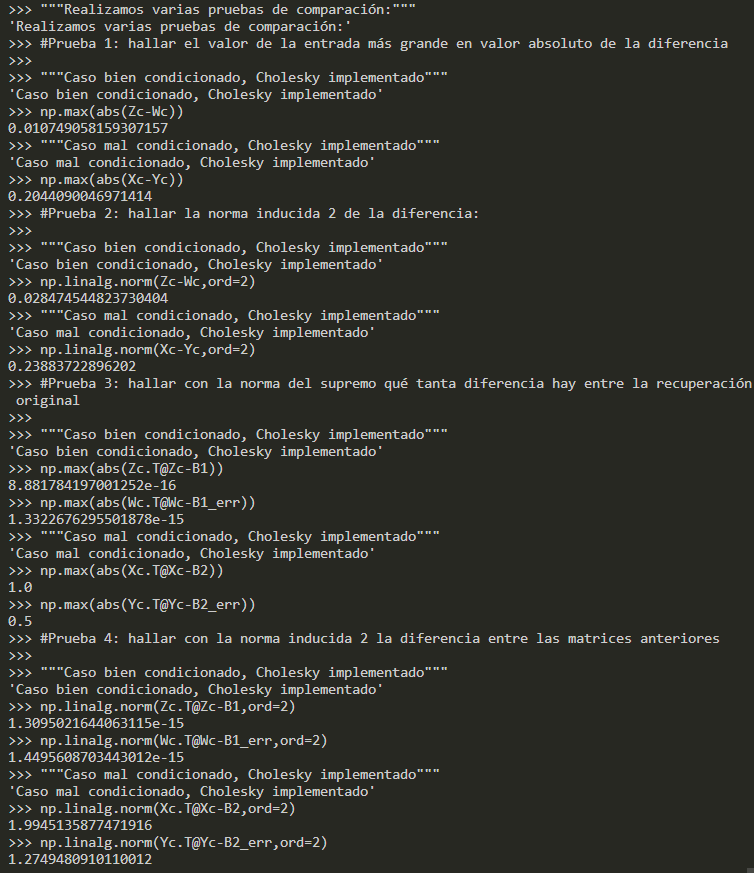 >>> """Realizamos varias pruebas de comparación:"""
'Realizamos varias pruebas de comparación:'
>>> #Prueba 1: hallar el valor de la entrada más grande en valor absoluto de la diferencia
>>>
>>> """Caso bien condicionado, Cholesky implementado"""
'Caso bien condicionado, Cholesky implementado'
>>> np.max(abs(Zc-Wc))
0.010749058159307157
>>> """Caso mal condicionado, Cholesky implementado"""
'Caso mal condicionado, Cholesky implementado'
>>> np.max(abs(Xc-Yc))
0.2044090046971414
>>> #Prueba 2: hallar la norma inducida 2 de la diferencia:
>>>
>>> """Caso bien condicionado, Cholesky implementado"""
'Caso bien condicionado, Cholesky implementado'
>>> np.linalg.norm(Zc-Wc,ord=2)
0.028474544823730404
>>> """Caso mal condicionado, Cholesky implementado"""
'Caso mal condicionado, Cholesky implementado'
>>> np.linalg.norm(Xc-Yc,ord=2)
0.23883722896202
>>> #Prueba 3: hallar con la norma del supremo qué tanta diferencia hay entre la recuperación
original
>>>
>>> """Caso bien condicionado, Cholesky implementado"""
'Caso bien condicionado, Cholesky implementado'
>>> np.max(abs(Zc.T@Zc-B1))
8.881784197001252e-16
>>> np.max(abs(Wc.T@Wc-B1_err))
1.3322676295501878e-15
>>> """Caso mal condicionado, Cholesky implementado"""
'Caso mal condicionado, Cholesky implementado'
>>> np.max(abs(Xc.T@Xc-B2))
1.0
>>> np.max(abs(Yc.T@Yc-B2_err))
0.5
>>> #Prueba 4: hallar con la norma inducida 2 la diferencia entre las matrices anteriores
>>>
>>> """Caso bien condicionado, Cholesky implementado"""
'Caso bien condicionado, Cholesky implementado'
>>> np.linalg.norm(Zc.T@Zc-B1,ord=2)
1.3095021644063115e-15
>>> np.linalg.norm(Wc.T@Wc-B1_err,ord=2)
1.4495608703443012e-15
>>> """Caso mal condicionado, Cholesky implementado"""
'Caso mal condicionado, Cholesky implementado'
>>> np.linalg.norm(Xc.T@Xc-B2,ord=2)
1.9945135877471916
>>> np.linalg.norm(Yc.T@Yc-B2_err,ord=2)
1.2749480910110012